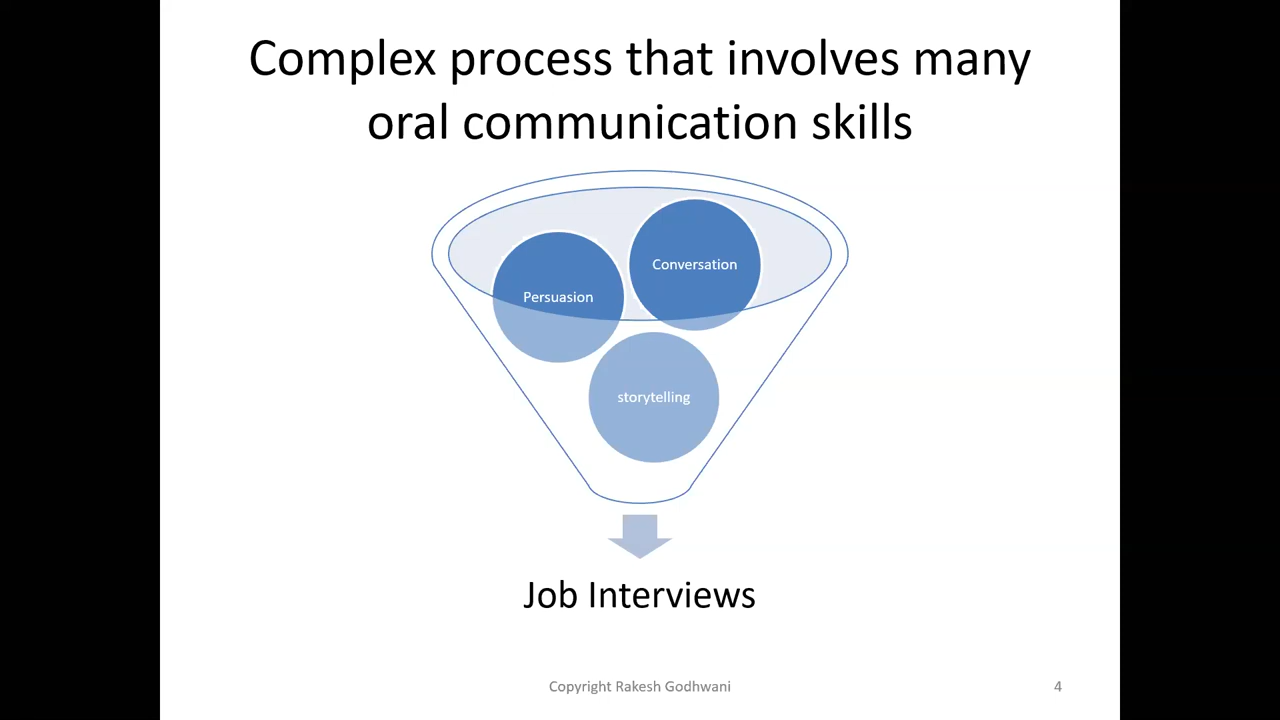 Complex process that involves many
oral communication skills
Conversation
Persuasion
storytelling
Job Interviews
Copyright Rakesh Godhwani
4